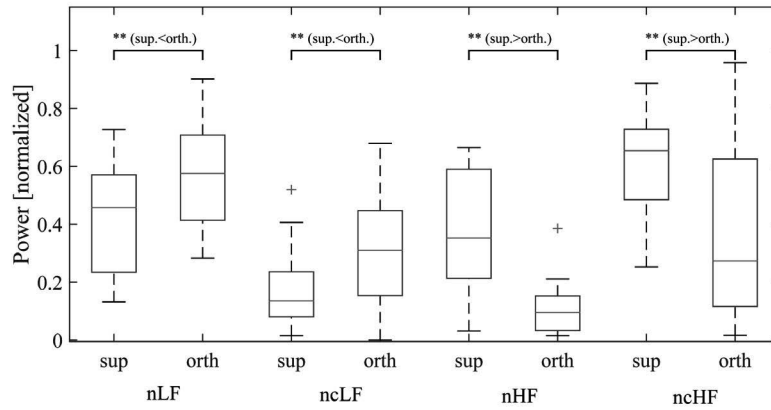 ** (sup.<orth.)
** (sup.<orth.)
** (sup.>orth.)
** (sup.>orth.)
Power [normalized]
1
0.8
0.6
0.4
0.2
0
sup orth sup orth sup orth sup orth
nLF ncLF nHF ncHF